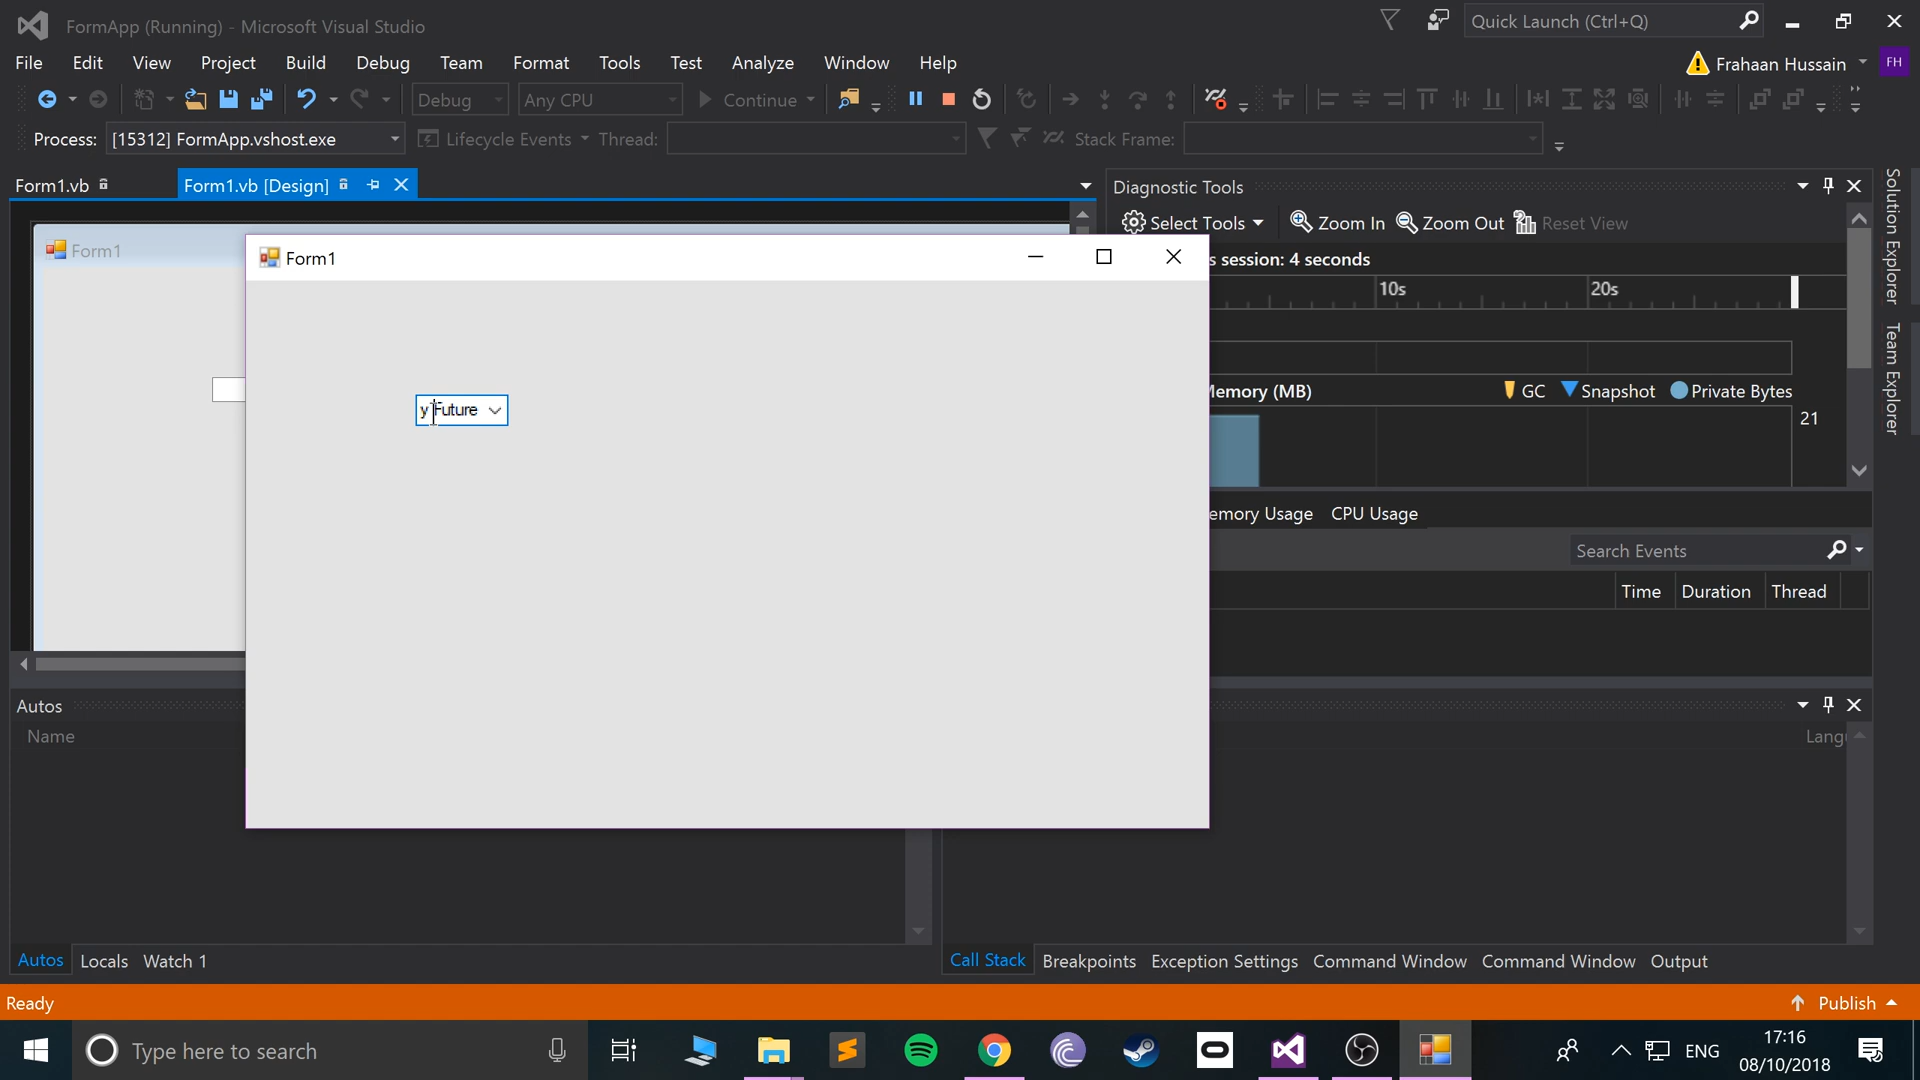 FormApp (Running) - Microsoft Visual Studio
Quick Launch (Ctrl+Q)
File Edit View Project Build Debug Team Format Tools Test Analyze Window Help
Frahaan Hussain FH
Debug Any CPU Continue
Process: [15312] FormApp.vshost.exe Lifecycle Events Thread: Stack Frame:
Form1.vb Form1.vb [Design]
Diagnostic Tools
Select Tools Zoom In Zoom Out Reset View
Form1
Form1
s session: 4 seconds
10s 20s
Memory (MB) GC Snapshot Private Bytes
21
y Future
emory Usage CPU Usage
Search Events
Time Duration Thread
Autos
Name
Langu
Solution Explorer
Team Explorer
Autos Locals Watch 1
Call Stack Breakpoints Exception Settings Command Window Command Window Output
Ready
Publish
Type here to search
ENG
17:16
08/10/2018